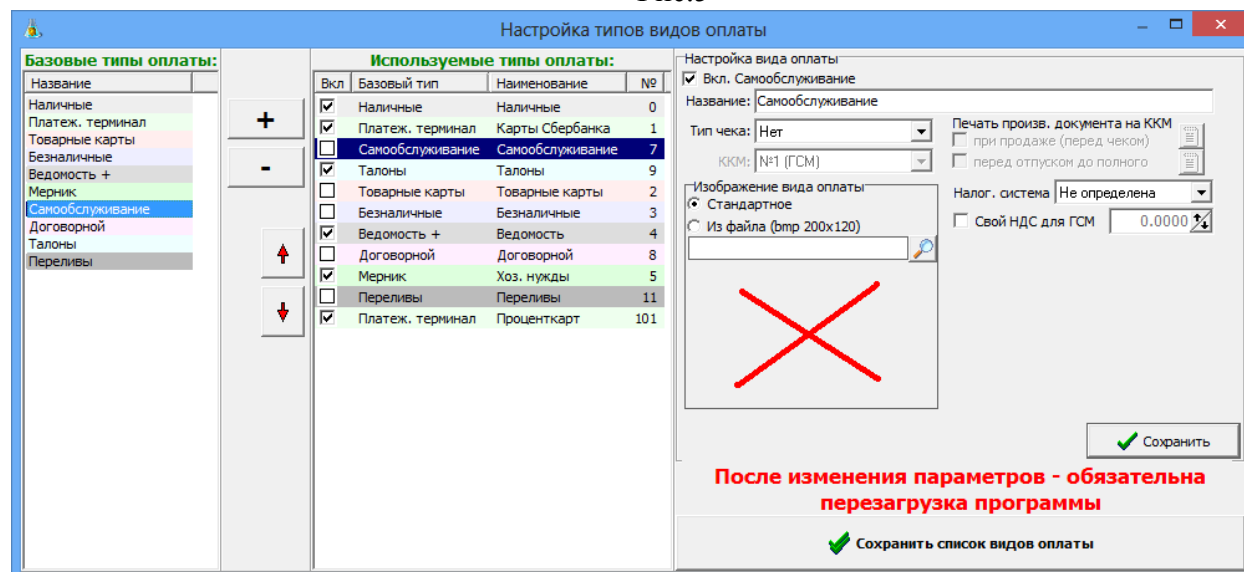 Настройка типов видов оплаты
Базовые типы оплаты:
Название
Наличные
Платеж. терминал
Товарные карты
Безналичные
Ведомость +
Мерник
Самообслуживание
Договорной
Талоны
Переливы
+
-
Используемые типы оплаты:
Вкл Базовый тип Наименование №
Наличные Наличные 0
Платеж. терминал Карты Сбербанка 1
Самообслуживание Самообслуживание 7
Талоны Талоны 9
Товарные карты Товарные карты 2
Безналичные Безналичные 3
Ведомость + Ведомость 4
Договорной Договорной 8
Мерник Хоз. нужды 5
Переливы Переливы 11
Платеж. терминал Проценткарт 101
Настройка вида оплаты
Вкл. Самообслуживание
Название: Самообслуживание
Тип чека: Нет
ККМ: №1 (ГСМ)
Печать произв. документа на ККМ
при продаже (перед чеком)
перед отпуском до полного
Изображение вида оплаты
Стандартное
Из файла (bmp 200x120)
Налог. система Не определена
Свой НДС для ГСМ 0.0000
Сохранить
После изменения параметров - обязательна
перезагрузка программы
Сохранить список видов оплаты